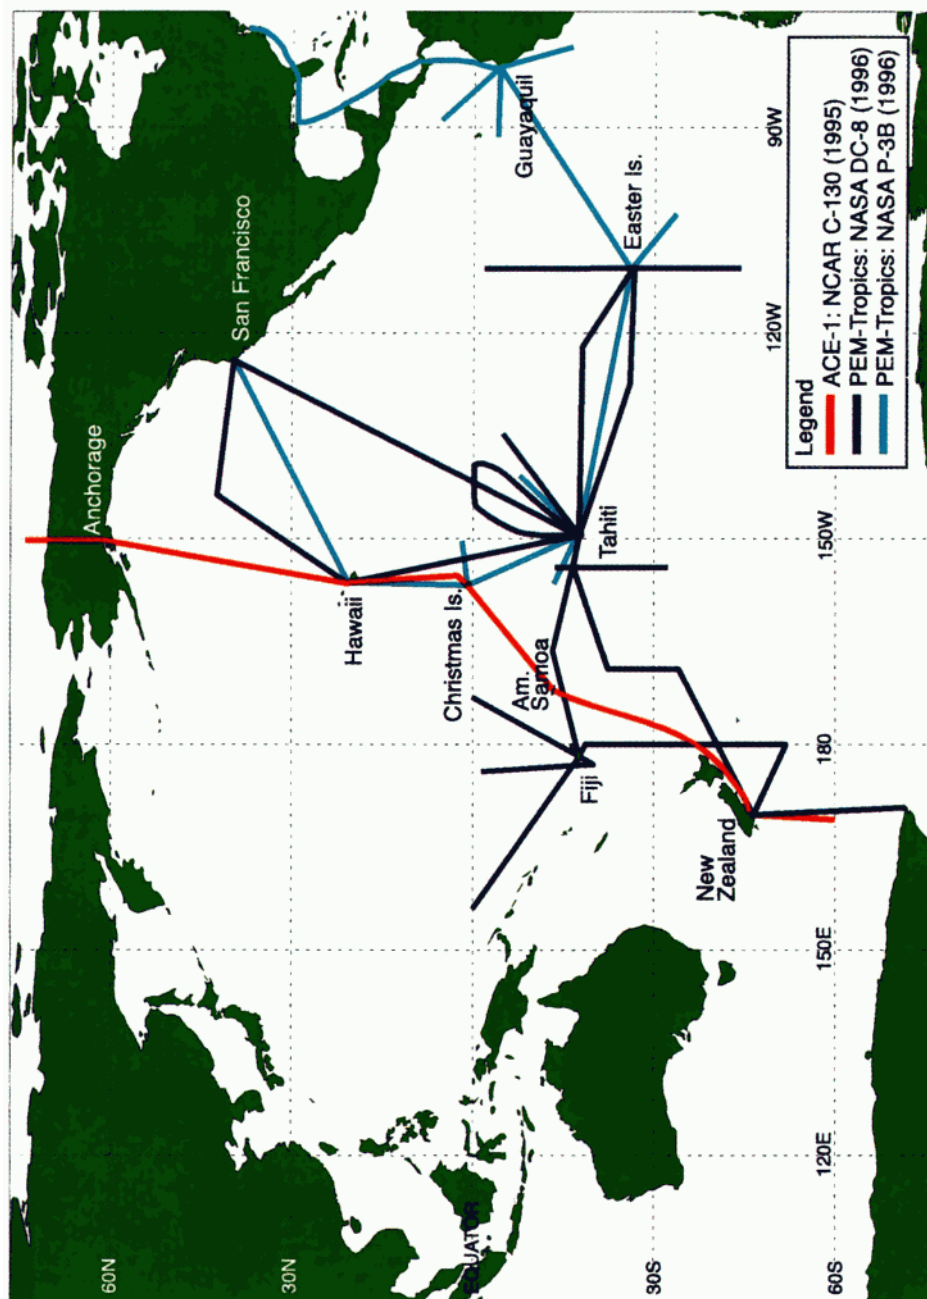 Anchorage
San Francisco
Hawaii
Christmas Is.
Am.
Samoa
Fiji
Tahiti
Easter Is.
Guayaquil
New
Zealand
60N
30N
EQUATOR
30S
60S
120E
150E
180
150W
120W
90W
Legend
ACE-1: NCAR C-130 (1995)
PEM-Tropics: NASA DC-8 (1996)
PEM-Tropics: NASA P-3B (1996)